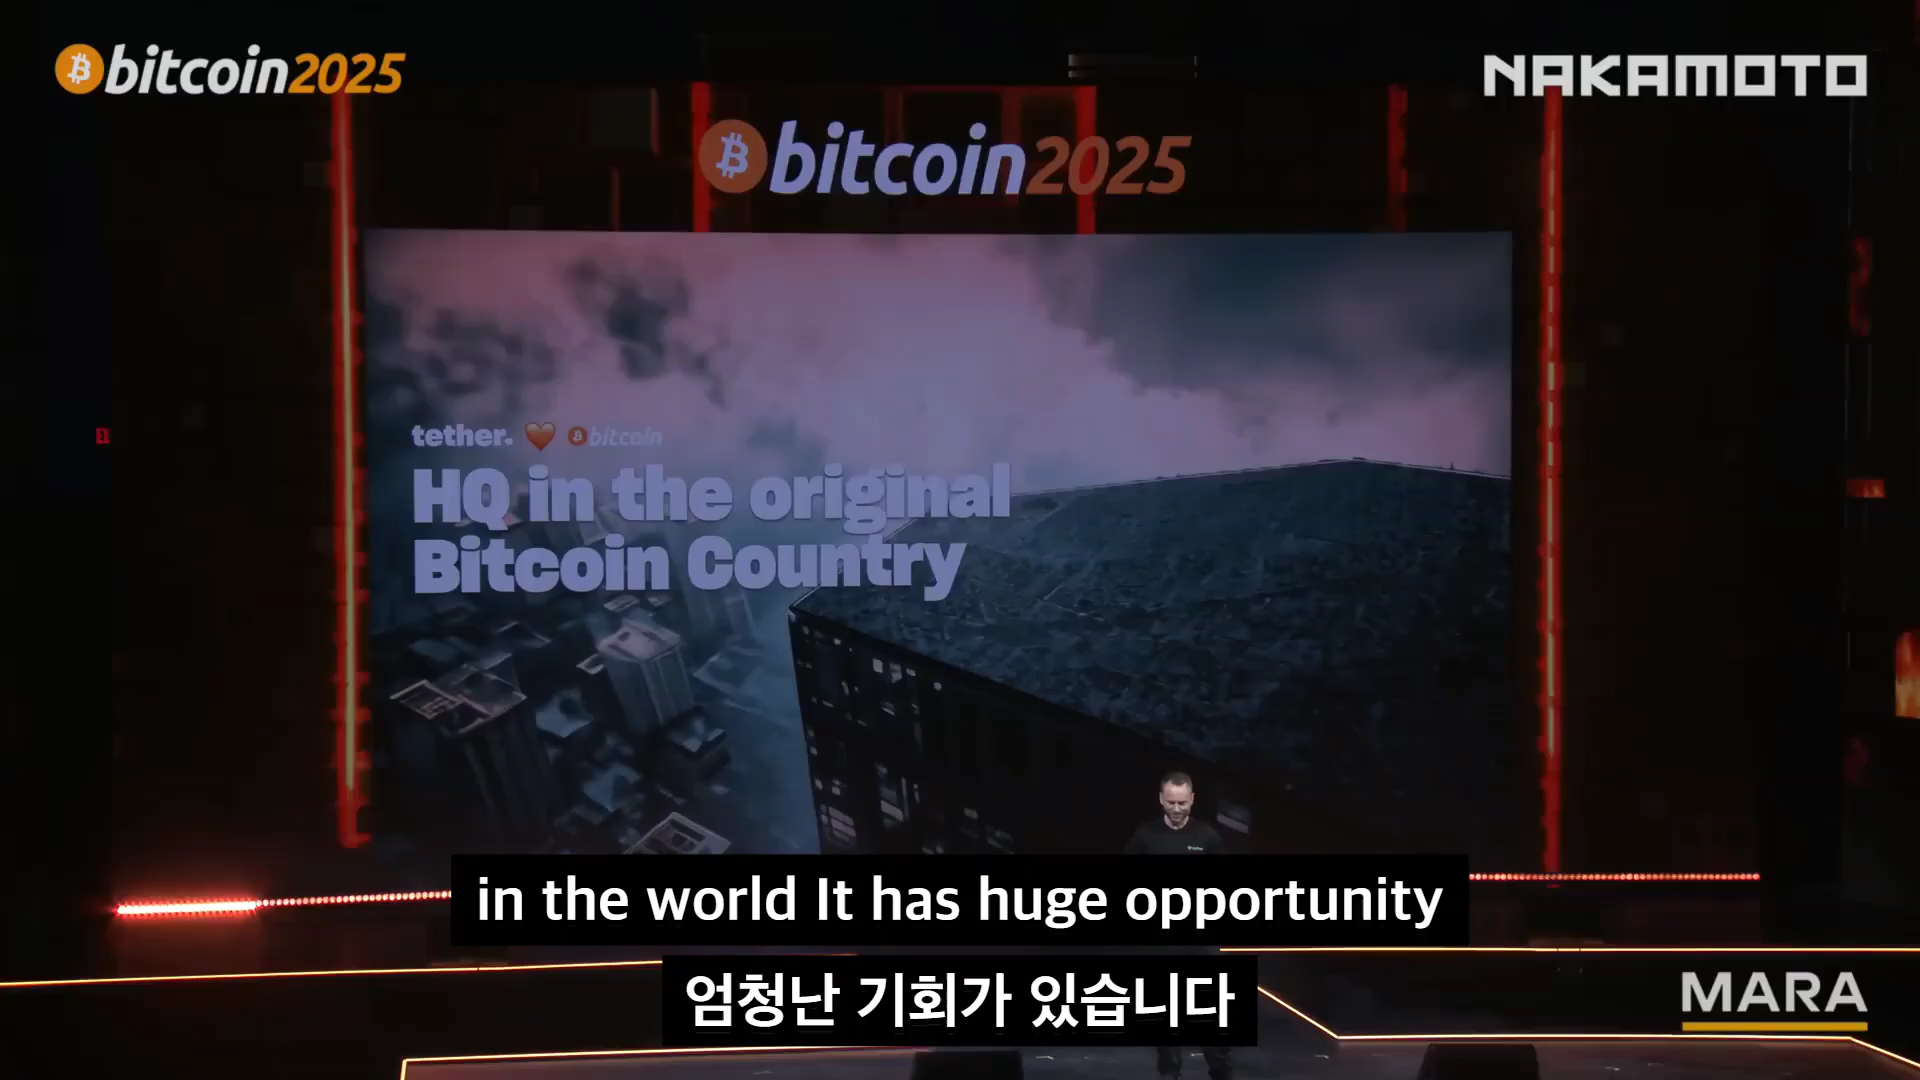 bitcoin2025
NAKAMOTO
bitcoin2025
tether. 🧡 bitcoin
HQ in the original
Bitcoin Country
in the world It has huge opportunity
엄청난 기회가 있습니다
MARA